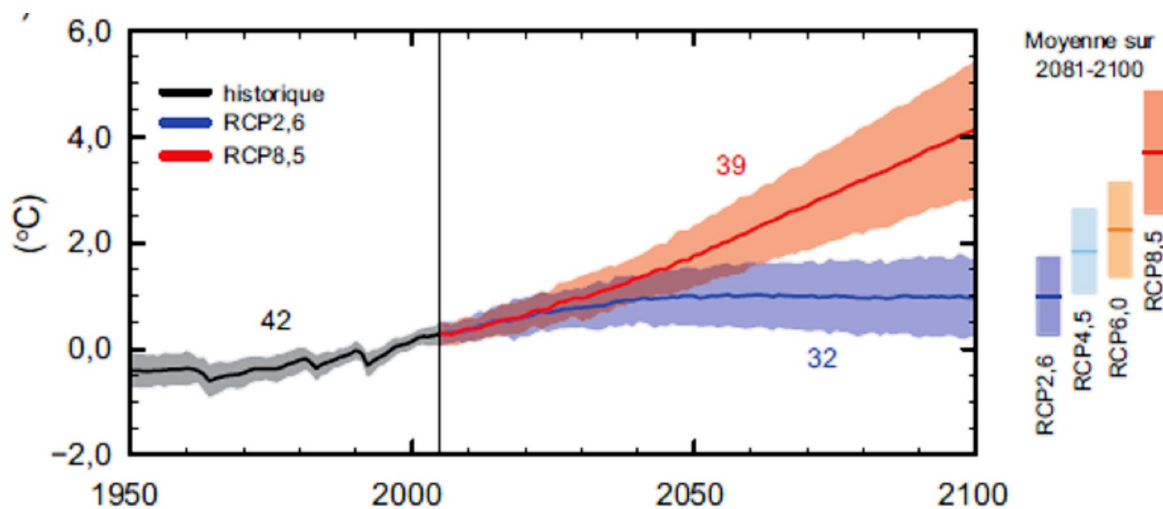 6,0
4,0
2,0
0,0
−2,0
(°C)
historique
RCP2,6
RCP8,5
42
39
32
1950
2000
2050
2100
Moyenne sur
2081-2100
RCP2,6
RCP4,5
RCP6,0
RCP8,5